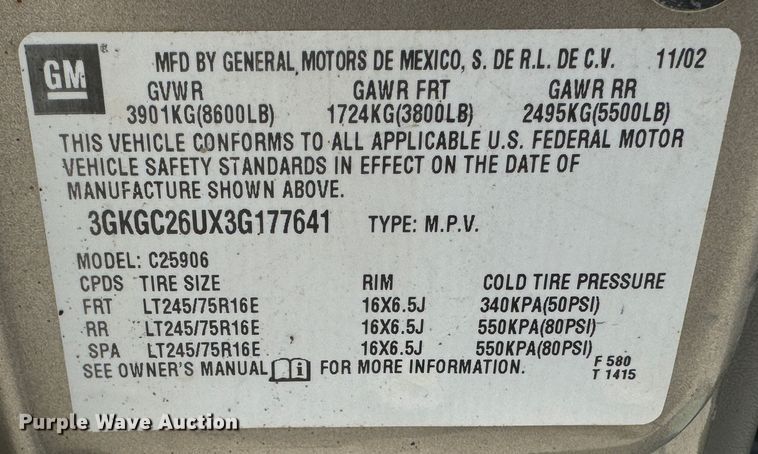 GM ® MFD BY GENERAL MOTORS DE MEXICO, S. DE R.L. DE C.V. 11/02
GVWR GAWR FRT GAWR RR
3901KG(8600LB) 1724KG(3800LB) 2495KG(5500LB)
THIS VEHICLE CONFORMS TO ALL APPLICABLE U.S. FEDERAL MOTOR
VEHICLE SAFETY STANDARDS IN EFFECT ON THE DATE OF
MANUFACTURE SHOWN ABOVE.
3GKGC26UX3G177641 TYPE: M.P.V.
MODEL: C25906
CPDS TIRE SIZE RIM COLD TIRE PRESSURE
FRT LT245/75R16E 16X6.5J 340KPA(50PSI)
RR LT245/75R16E 16X6.5J 550KPA(80PSI)
SPA LT245/75R16E 16X6.5J 550KPA(80PSI)
SEE OWNER'S MANUAL i FOR MORE INFORMATION.
F 580
T 1415
Purple Wave Auction